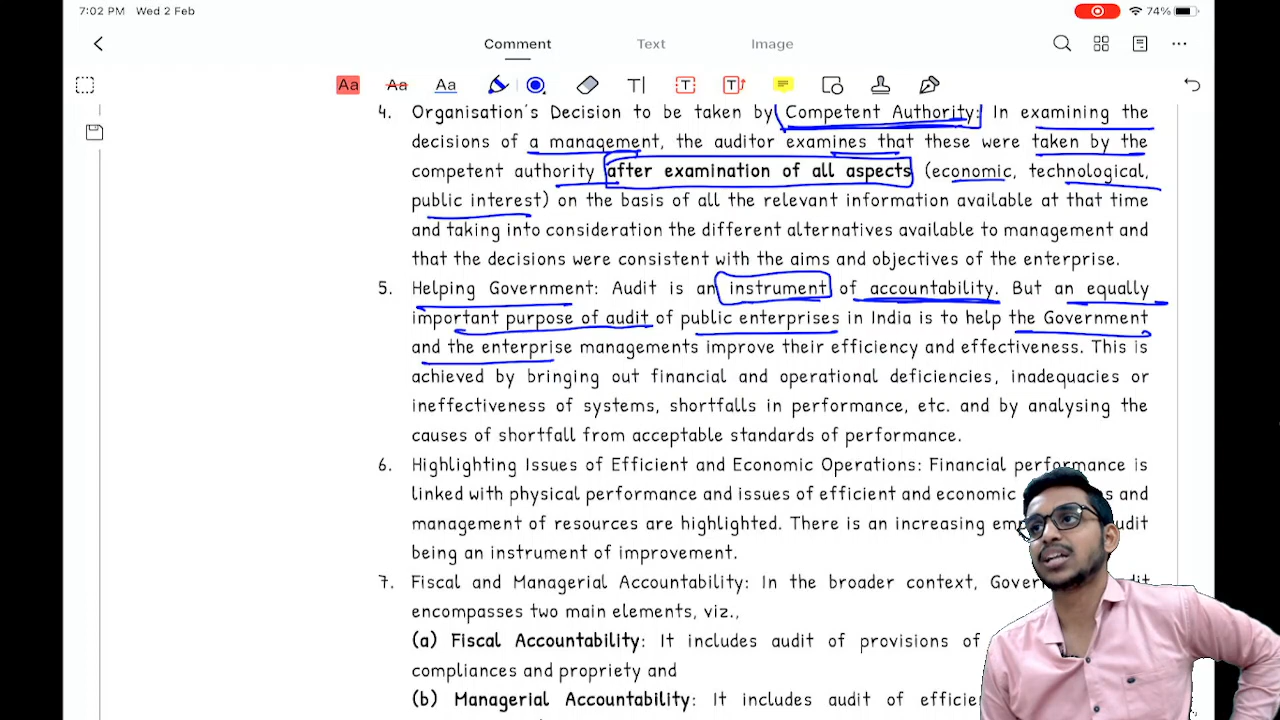 7:02 PM Wed 2 Feb 74%
Comment Text Image
Aa Aa Aa T T T
4. Organisation's Decision to be taken by Competent Authority: In examining the
decisions of a management, the auditor examines that these were taken by the
competent authority after examination of all aspects (economic, technological,
public interest) on the basis of all the relevant information available at that time
and taking into consideration the different alternatives available to management and
that the decisions were consistent with the aims and objectives of the enterprise.
5. Helping Government: Audit is an instrument of accountability. But an equally
important purpose of audit of public enterprises in India is to help the Government
and the enterprise managements improve their efficiency and effectiveness. This is
achieved by bringing out financial and operational deficiencies, inadequacies or
ineffectiveness of systems, shortfalls in performance, etc. and by analysing the
causes of shortfall from acceptable standards of performance.
6. Highlighting Issues of Efficient and Economic Operations: Financial performance is
linked with physical performance and issues of efficient and economic and
management of resources are highlighted. There is an increasing
being an instrument of improvement.
7. Fiscal and Managerial Accountability: In the broader context,
encompasses two main elements, viz.,
(a) Fiscal Accountability: It includes audit of provisions of
compliances and propriety and
(b) Managerial Accountability: It includes audit of